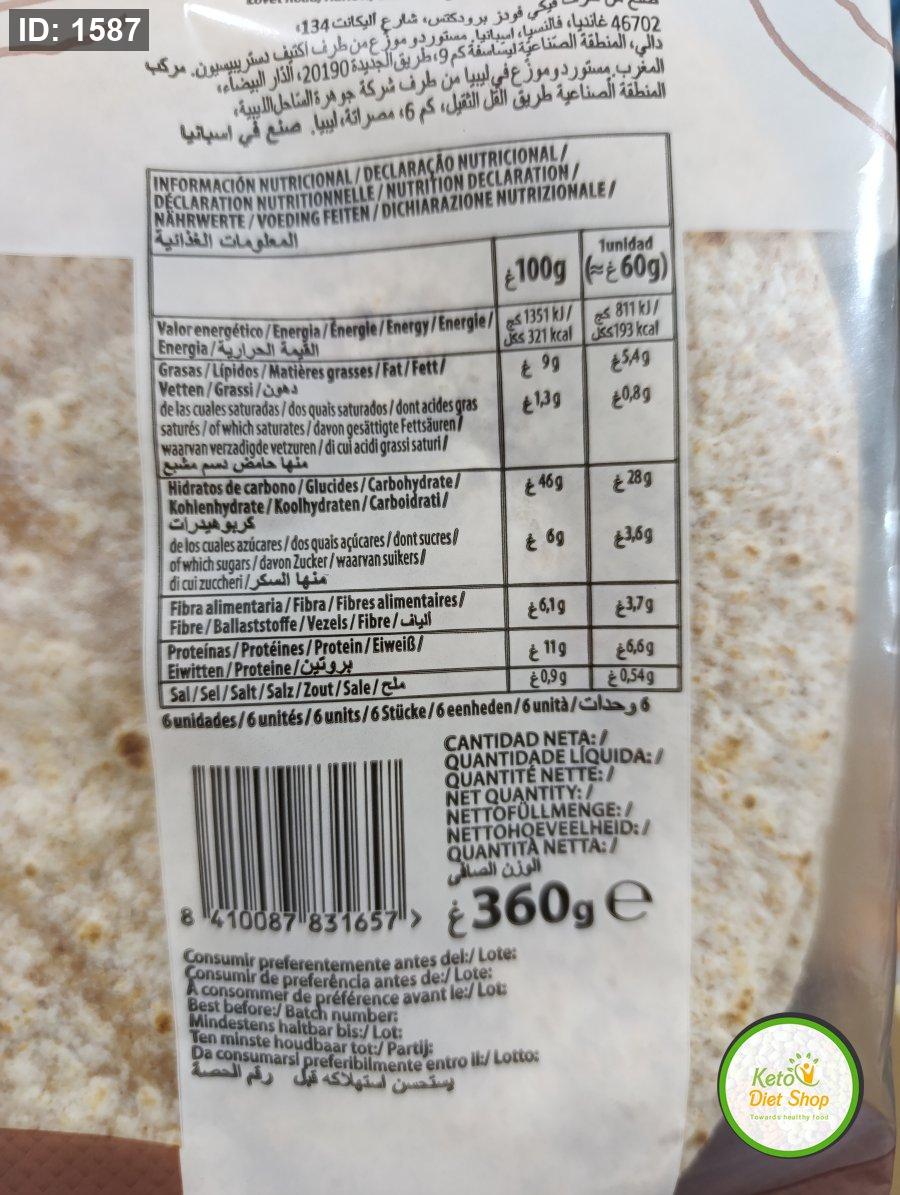 ID: 1587
46702 غانديا، فالنسيا، اسبانيا. مستورد و موزع من طرف اكتيف دستريبيسيون. مركب
المغرب. مستورد وموزع في ليبيا من طرف شركة جوهرة الساحل الليبية،
المنطقة الصناعية طريق القل الثقيل، كم 6، مصراتة، ليبيا. صنع في اسبانيا
INFORMACIÓN NUTRICIONAL / DECLARAÇÃO NUTRICIONAL /
DÉCLARATION NUTRITIONNELLE / NUTRITION DECLARATION /
NÄHRWERTE / VOEDING FEITEN / DICHIARAZIONE NUTRIZIONALE /
المعلومات الغذائية
غ 100g
1unidad
(≈غ 60g)
Valor energético / Energia / Énergie / Energy / Energie /
Energia / القيمة الحرارية
كج 1351 kJ /
ككل 321 kcal
كج 811 kJ /
ككل 193 kcal
Grasas / Lípidos / Matières grasses / Fat / Fett /
Vetten / Grassi / دهون
غ 9g
غ 5,4g
de las cuales saturadas / dos quais saturados / dont acides gras
saturés / of which saturates / davon gesättigte Fettsäuren /
waarvan verzadigde vetzuren / di cui acidi grassi saturi /
منها حامض دسم مشبع
غ 1,3g
غ 0,8g
Hidratos de carbono / Glucides / Carbohydrate /
Kohlenhydrate / Koolhydraten / Carboidrati /
كربوهيدرات
غ 46g
غ 28g
de los cuales azúcares / dos quais açúcares / dont sucres /
of which sugars / davon Zucker / waarvan suikers /
di cui zuccheri / منها السكر
غ 6g
غ 3,6g
Fibra alimentaria / Fibra / Fibres alimentaires /
Fibre / Ballaststoffe / Vezels / Fibre / ألياف
غ 6,1g
غ 3,7g
Proteínas / Protéines / Protein / Eiweiß /
Eiwitten / Proteine / بروتين
غ 11g
غ 6,6g
Sal / Sel / Salt / Salz / Zout / Sale / ملح
غ 0,9g
غ 0,54g
6 unidades / 6 unités / 6 units / 6 Stücke / 6 eenheden / 6 unità / 6 وحدات
CANTIDAD NETA: /
QUANTIDADE LÍQUIDA: /
QUANTITÉ NETTE: /
NET QUANTITY: /
NETTOFÜLLMENGE: /
NETTOHOEVEELHEID: /
QUANTITÀ NETTA: /
الوزن الصافي
غ 360g ℮
8 410087 831657 >
Consumir preferentemente antes del:/ Lote:
Consumir de preferência antes de:/ Lote:
À consommer de préférence avant le:/ Lot:
Best before:/ Batch number:
Mindestens haltbar bis:/ Lot:
Ten minste houdbaar tot:/ Partij:
Da consumarsi preferibilmente entro il:/ Lotto:
يستحسن استهلاكه قبل رقم الحصة
Keto
Diet Shop
Towards healthy food